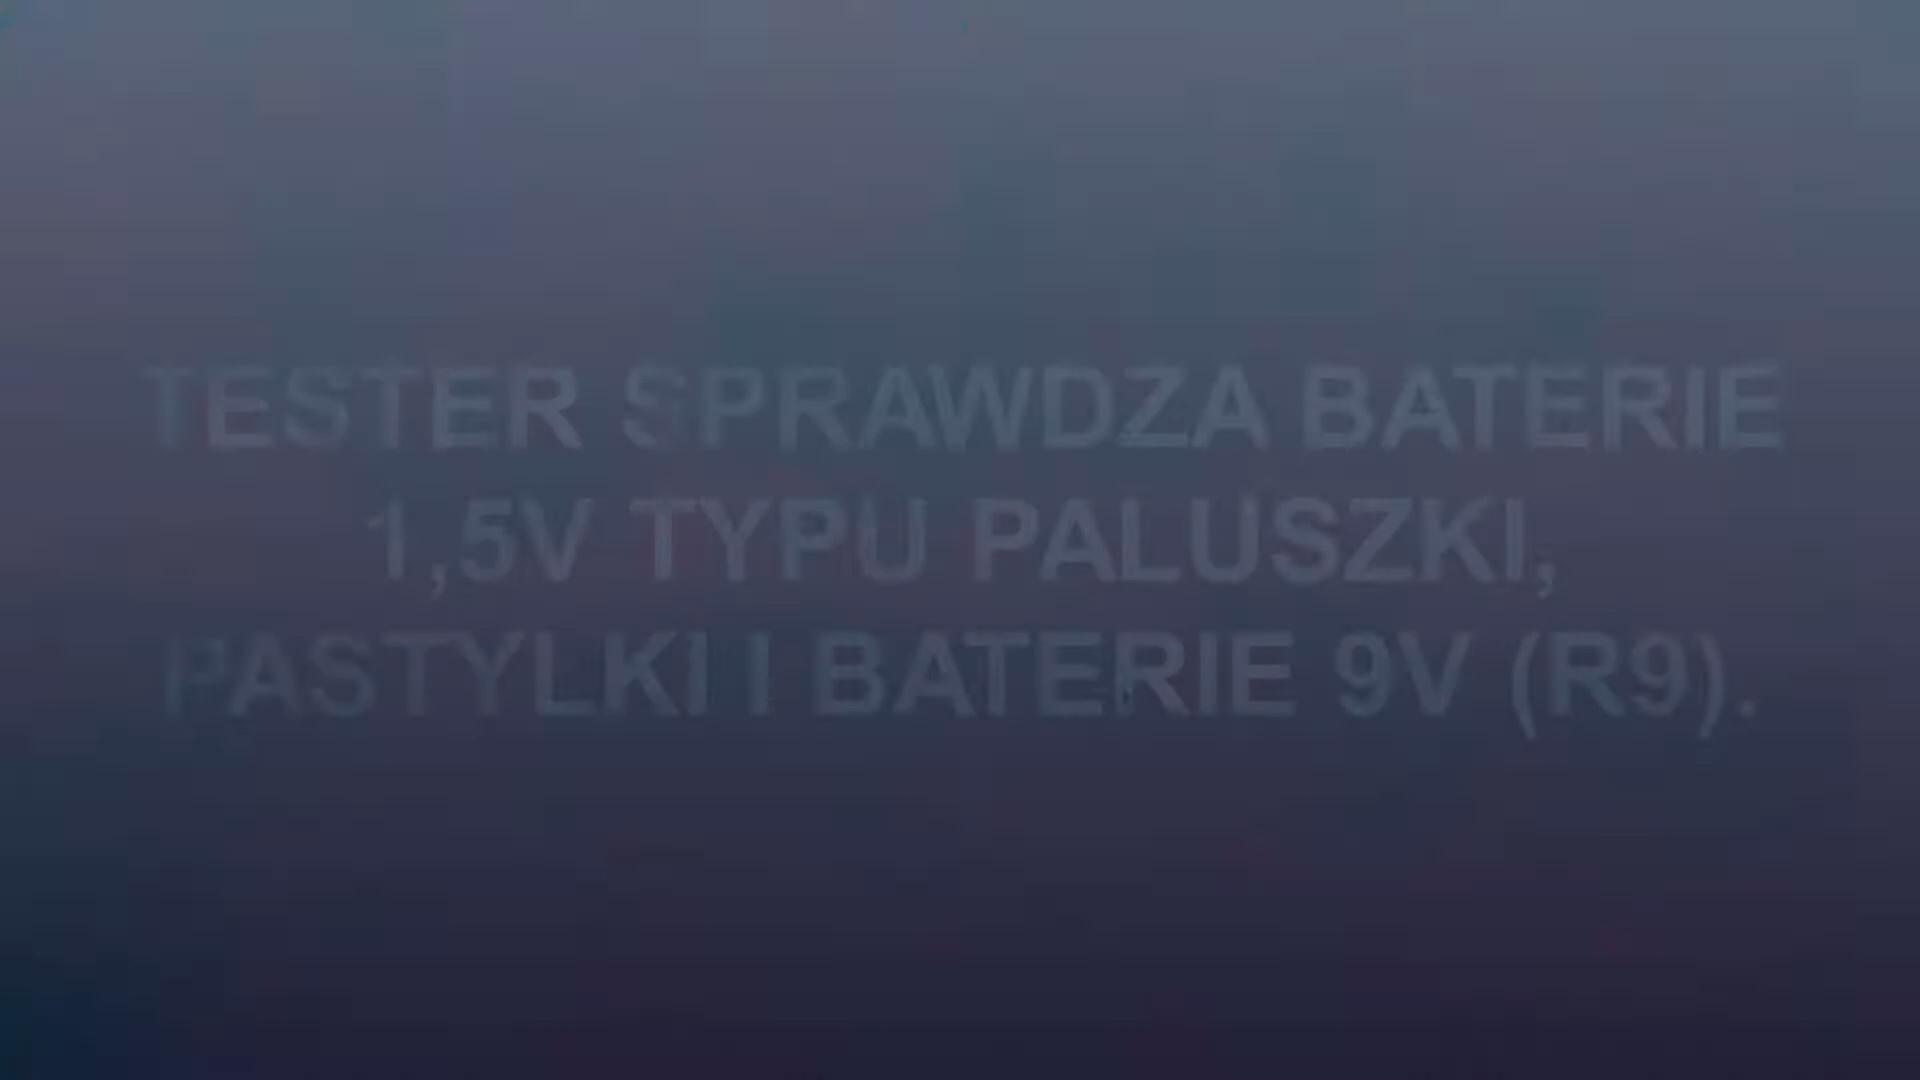 TESTER SPRAWDZA BATERIE
1,5V TYPU PALUSZKI,
PASTYLKI I BATERIE 9V (R9).